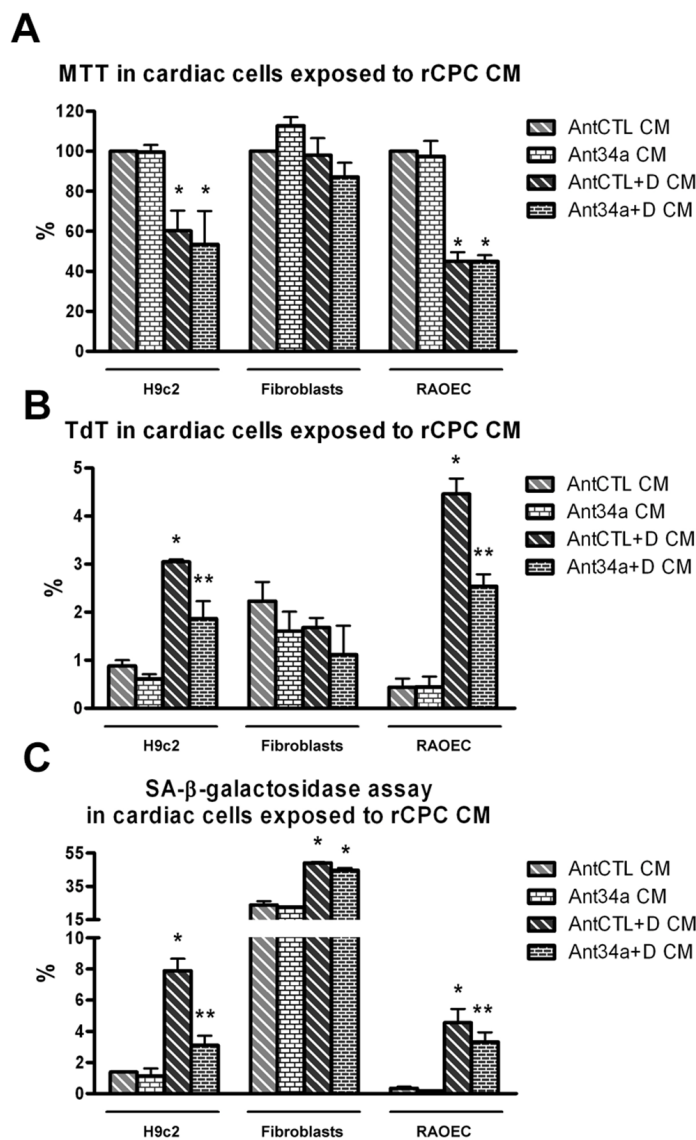 A
MTT in cardiac cells exposed to rCPC CM
120
100
80
60
40
20
0
%
* *
* *
H9c2 Fibroblasts RAOEC
AntCTL CM
Ant34a CM
AntCTL+D CM
Ant34a+D CM
B
TdT in cardiac cells exposed to rCPC CM
5
4
3
2
1
0
%
*
**
*
**
H9c2 Fibroblasts RAOEC
AntCTL CM
Ant34a CM
AntCTL+D CM
Ant34a+D CM
C
SA-β-galactosidase assay
in cardiac cells exposed to rCPC CM
55
35
15
10
8
6
4
2
0
%
*
**
* *
*
**
H9c2 Fibroblasts RAOEC
AntCTL CM
Ant34a CM
AntCTL+D CM
Ant34a+D CM